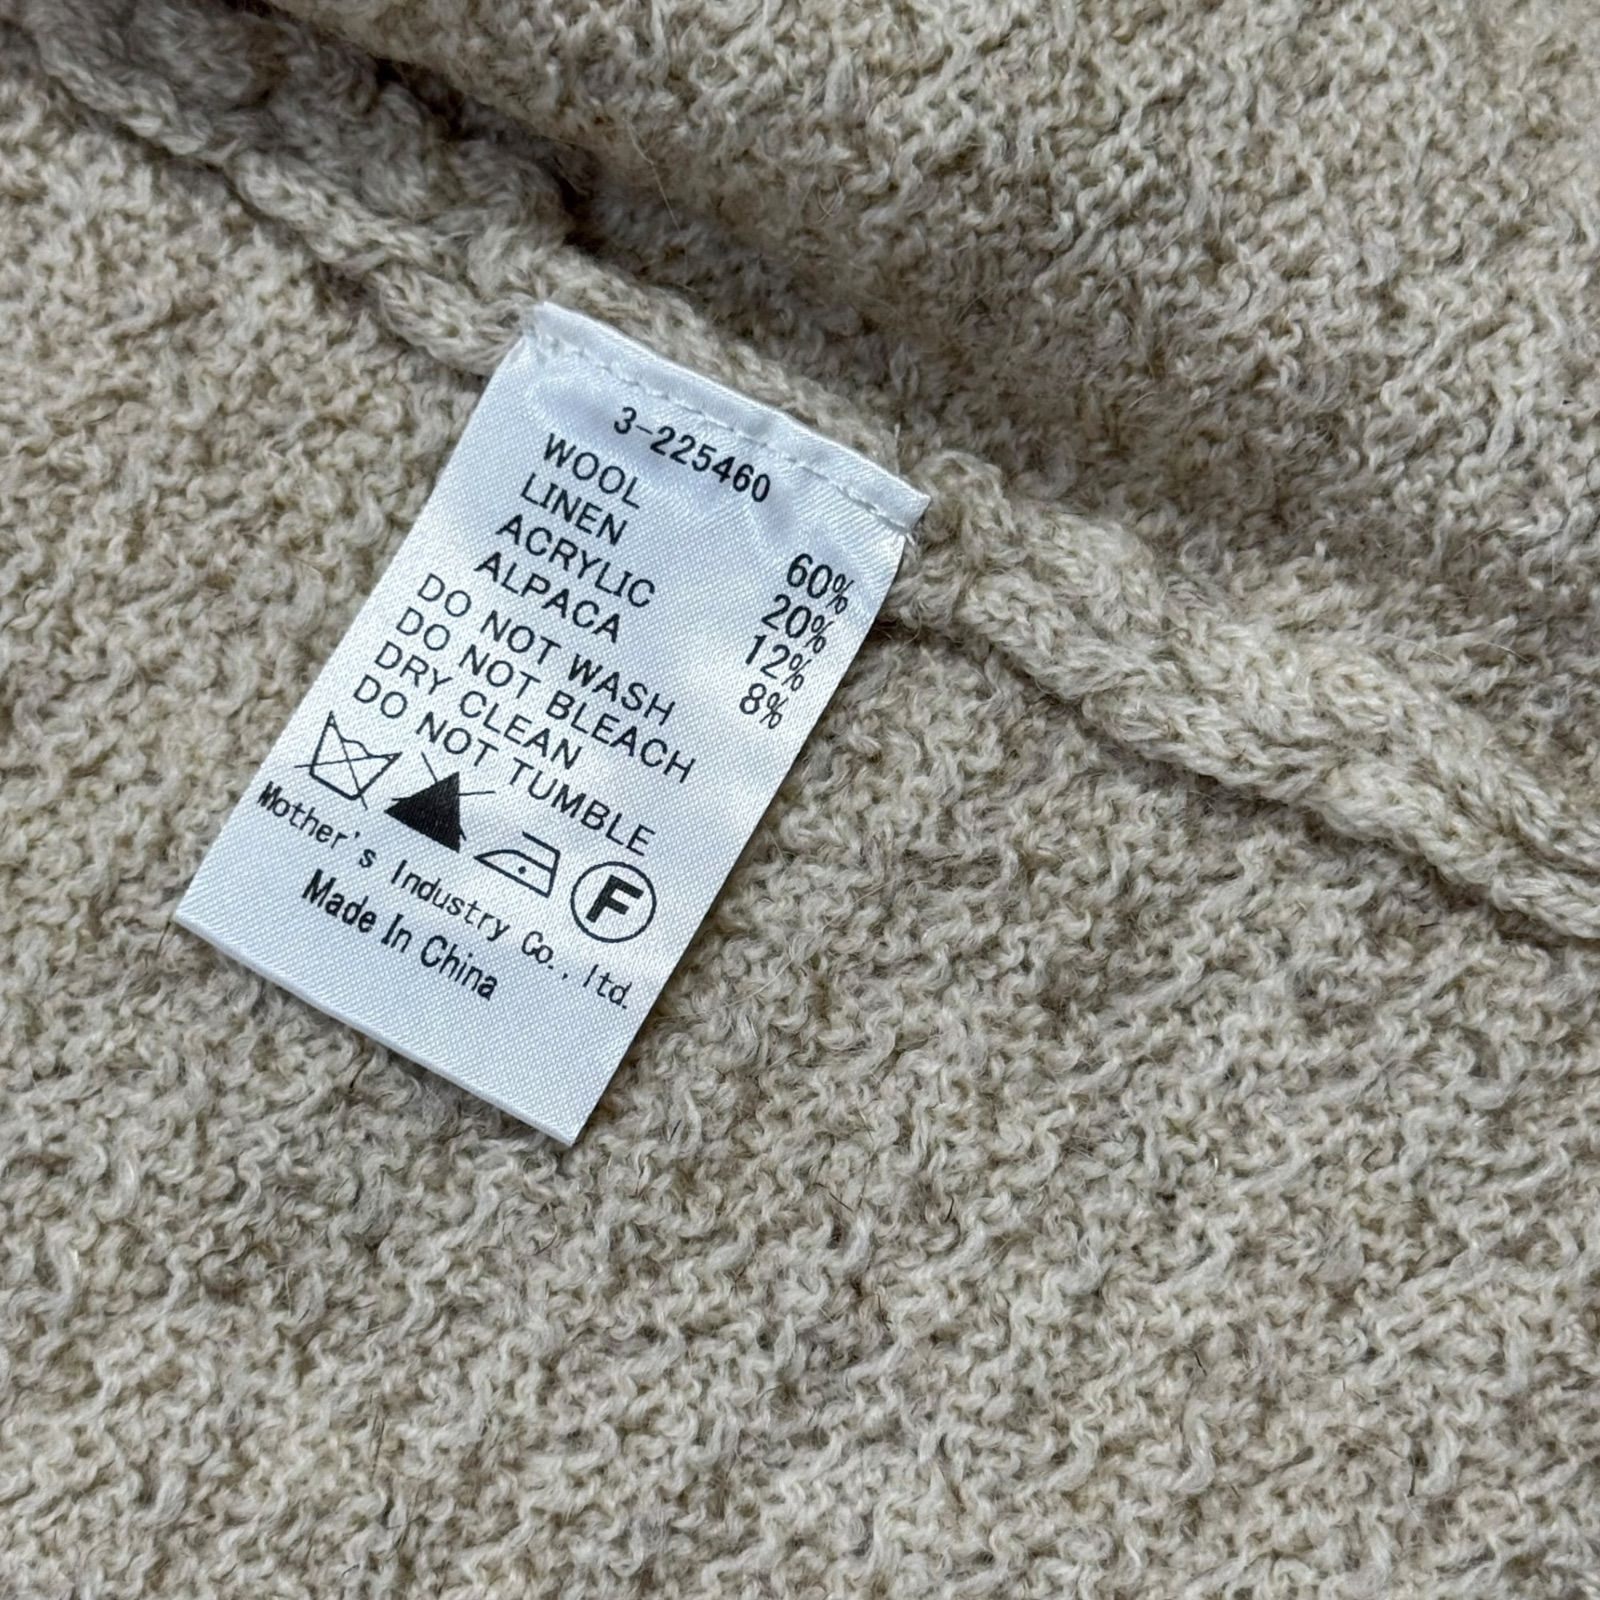 3-225460
WOOL 60%
LINEN 20%
ACRYLIC 12%
ALPACA 8%
DO NOT WASH
DO NOT BLEACH
DRY CLEAN
DO NOT TUMBLE
F
Mother's Industry Co., ltd.
Made In China